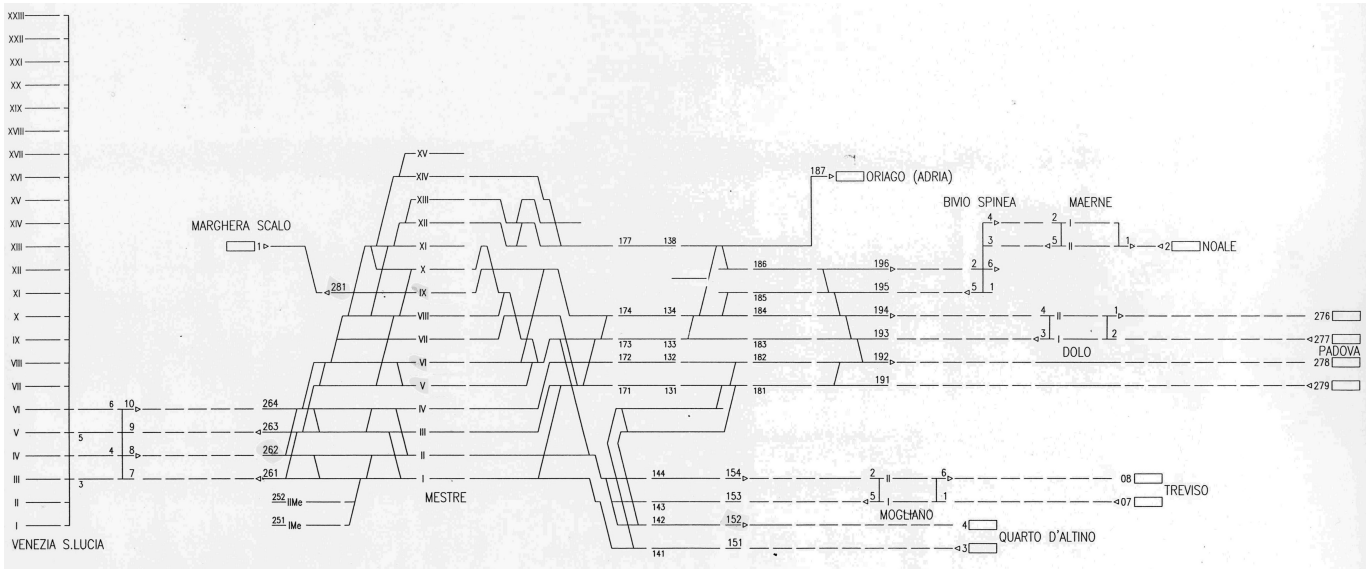 XXIII
XXII
XXI
XX
XIX
XVIII
XVII XV
XVI XIV 187 ORIAGO (ADRIA)
XV XIII BIVIO SPINEA MAERNE
XIV MARGHERA SCALO XII 4 2 I
XIII 1 XI 177 138 3 5 II 1 2 NOALE
XII X 186 196 2 6
XI 281 IX 185 195 5 1
X VIII 174 134 184 194 4 II 1 276
IX VII 173 133 183 193 3 I 2 277
DOLO PADOVA
VIII VI 172 132 182 192 278
VII V 171 131 181 191 279
VI 6 10 264 IV
V 5 9 263 III
IV 4 8 262 II
III 3 7 261 I 144 154 2 II 6 08
MESTRE TREVISO
II 252 IIMe 143 153 5 I 1 07
MOGLIANO
I 251 IMe 142 152 4
QUARTO D'ALTINO
VENEZIA S.LUCIA 141 151 3